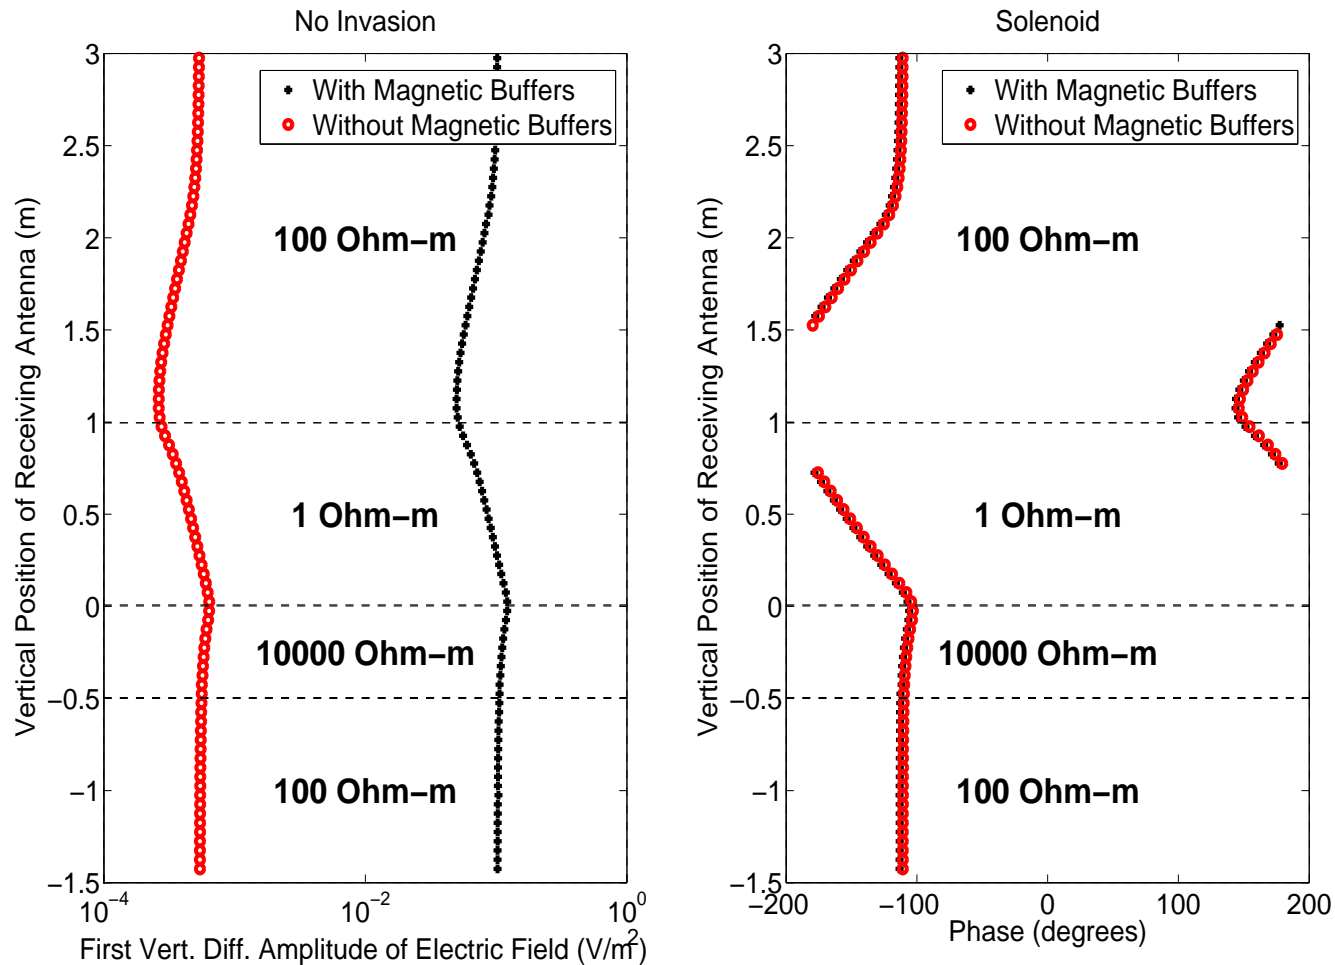 No Invasion
With Magnetic Buffers
Without Magnetic Buffers
100 Ohm−m
1 Ohm−m
10000 Ohm−m
100 Ohm−m
3
2.5
2
1.5
1
0.5
0
−0.5
−1
−1.5
10^−4
10^−2
10^0
Vertical Position of Receiving Antenna (m)
First Vert. Diff. Amplitude of Electric Field (V/m^2)
Solenoid
With Magnetic Buffers
Without Magnetic Buffers
100 Ohm−m
1 Ohm−m
10000 Ohm−m
100 Ohm−m
3
2.5
2
1.5
1
0.5
0
−0.5
−1
−1.5
−200
−100
0
100
200
Vertical Position of Receiving Antenna (m)
Phase (degrees)